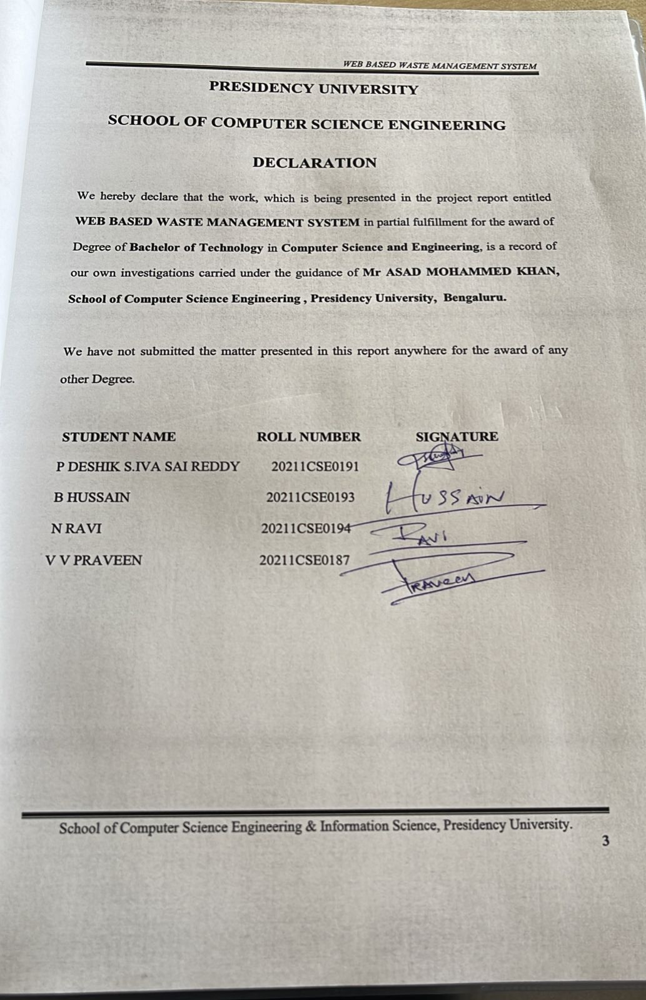 WEB BASED WASTE MANAGEMENT SYSTEM
PRESIDENCY UNIVERSITY
SCHOOL OF COMPUTER SCIENCE ENGINEERING
DECLARATION
We hereby declare that the work, which is being presented in the project report entitled
WEB BASED WASTE MANAGEMENT SYSTEM in partial fulfillment for the award of
Degree of Bachelor of Technology in Computer Science and Engineering, is a record of
our own investigations carried under the guidance of Mr ASAD MOHAMMED KHAN,
School of Computer Science Engineering , Presidency University, Bengaluru.
We have not submitted the matter presented in this report anywhere for the award of any
other Degree.
STUDENT NAME ROLL NUMBER SIGNATURE
P DESHIK S.IVA SAI REDDY 20211CSE0191
B HUSSAIN 20211CSE0193 HUSSAIN
N RAVI 20211CSE0194 RAVI
V V PRAVEEN 20211CSE0187 PRAVEEN
School of Computer Science Engineering & Information Science, Presidency University.
3